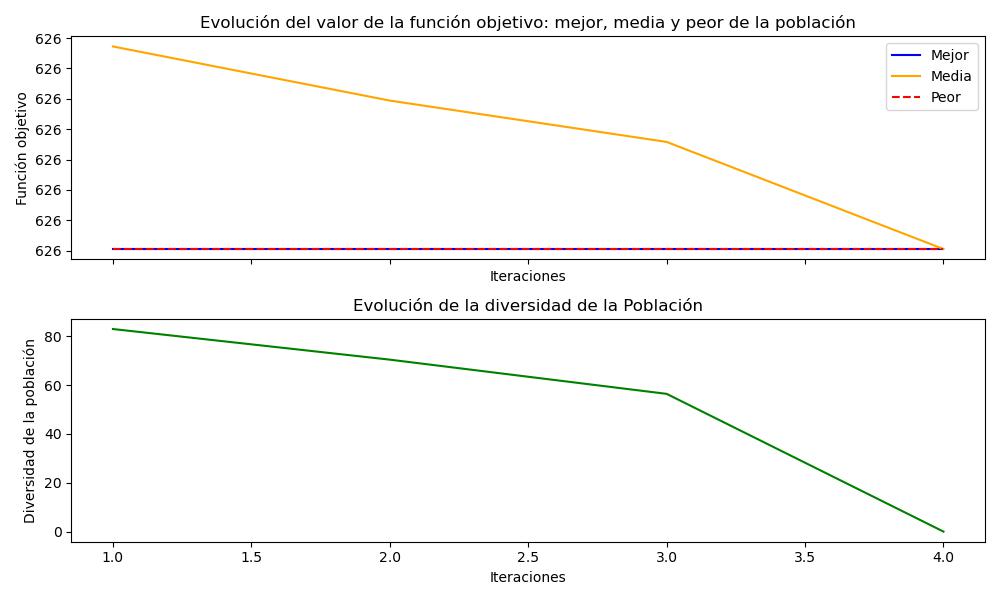 Evolución del valor de la función objetivo: mejor, media y peor de la población
626
626
626
626
626
626
626
626
Función objetivo
Mejor
Media
Peor
Iteraciones
Evolución de la diversidad de la Población
80
60
40
20
0
Diversidad de la población
1.0 1.5 2.0 2.5 3.0 3.5 4.0
Iteraciones